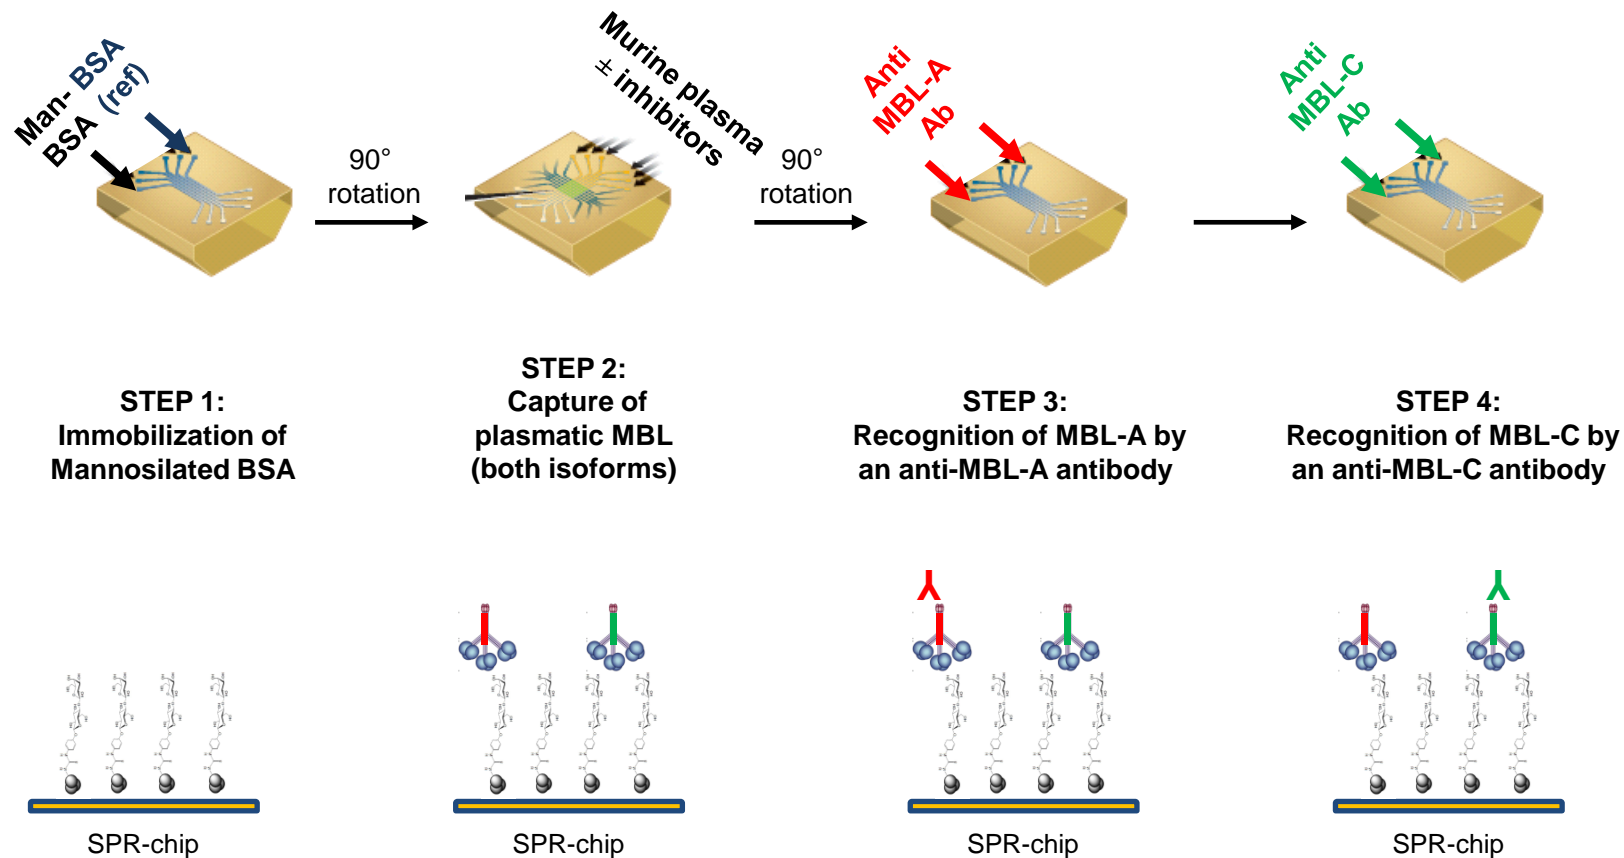 Man- BSA
BSA (ref)
90°
rotation
Murine plasma
± inhibitors
90°
rotation
Anti
MBL-A
Ab
Anti
MBL-C
Ab
STEP 1:
Immobilization of
Mannosilated BSA
STEP 2:
Capture of
plasmatic MBL
(both isoforms)
STEP 3:
Recognition of MBL-A by
an anti-MBL-A antibody
STEP 4:
Recognition of MBL-C by
an anti-MBL-C antibody
SPR-chip
SPR-chip
SPR-chip
SPR-chip